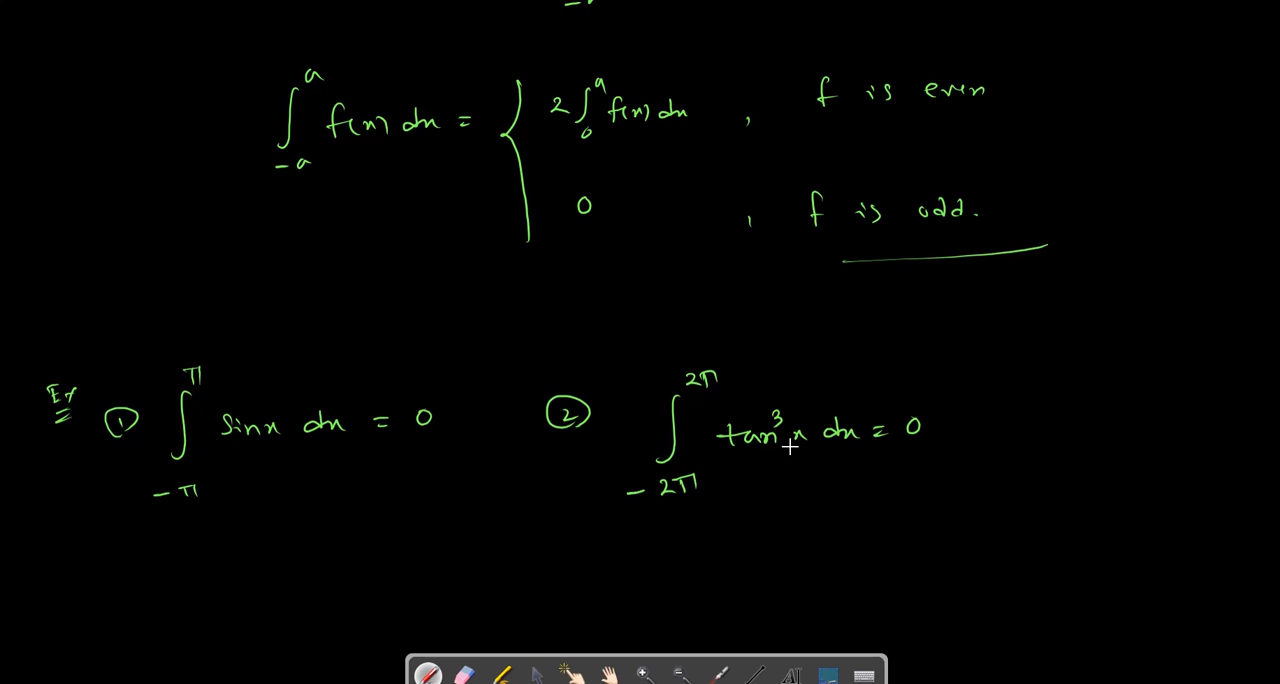 ∫_{-a}^{a} f(x) dx = { 2 ∫_{0}^{a} f(x) dx , f is even
0 , f is odd.
Ex ① ∫_{-π}^{π} sinx dx = 0 ② ∫_{-2π}^{2π} tan³x dx = 0